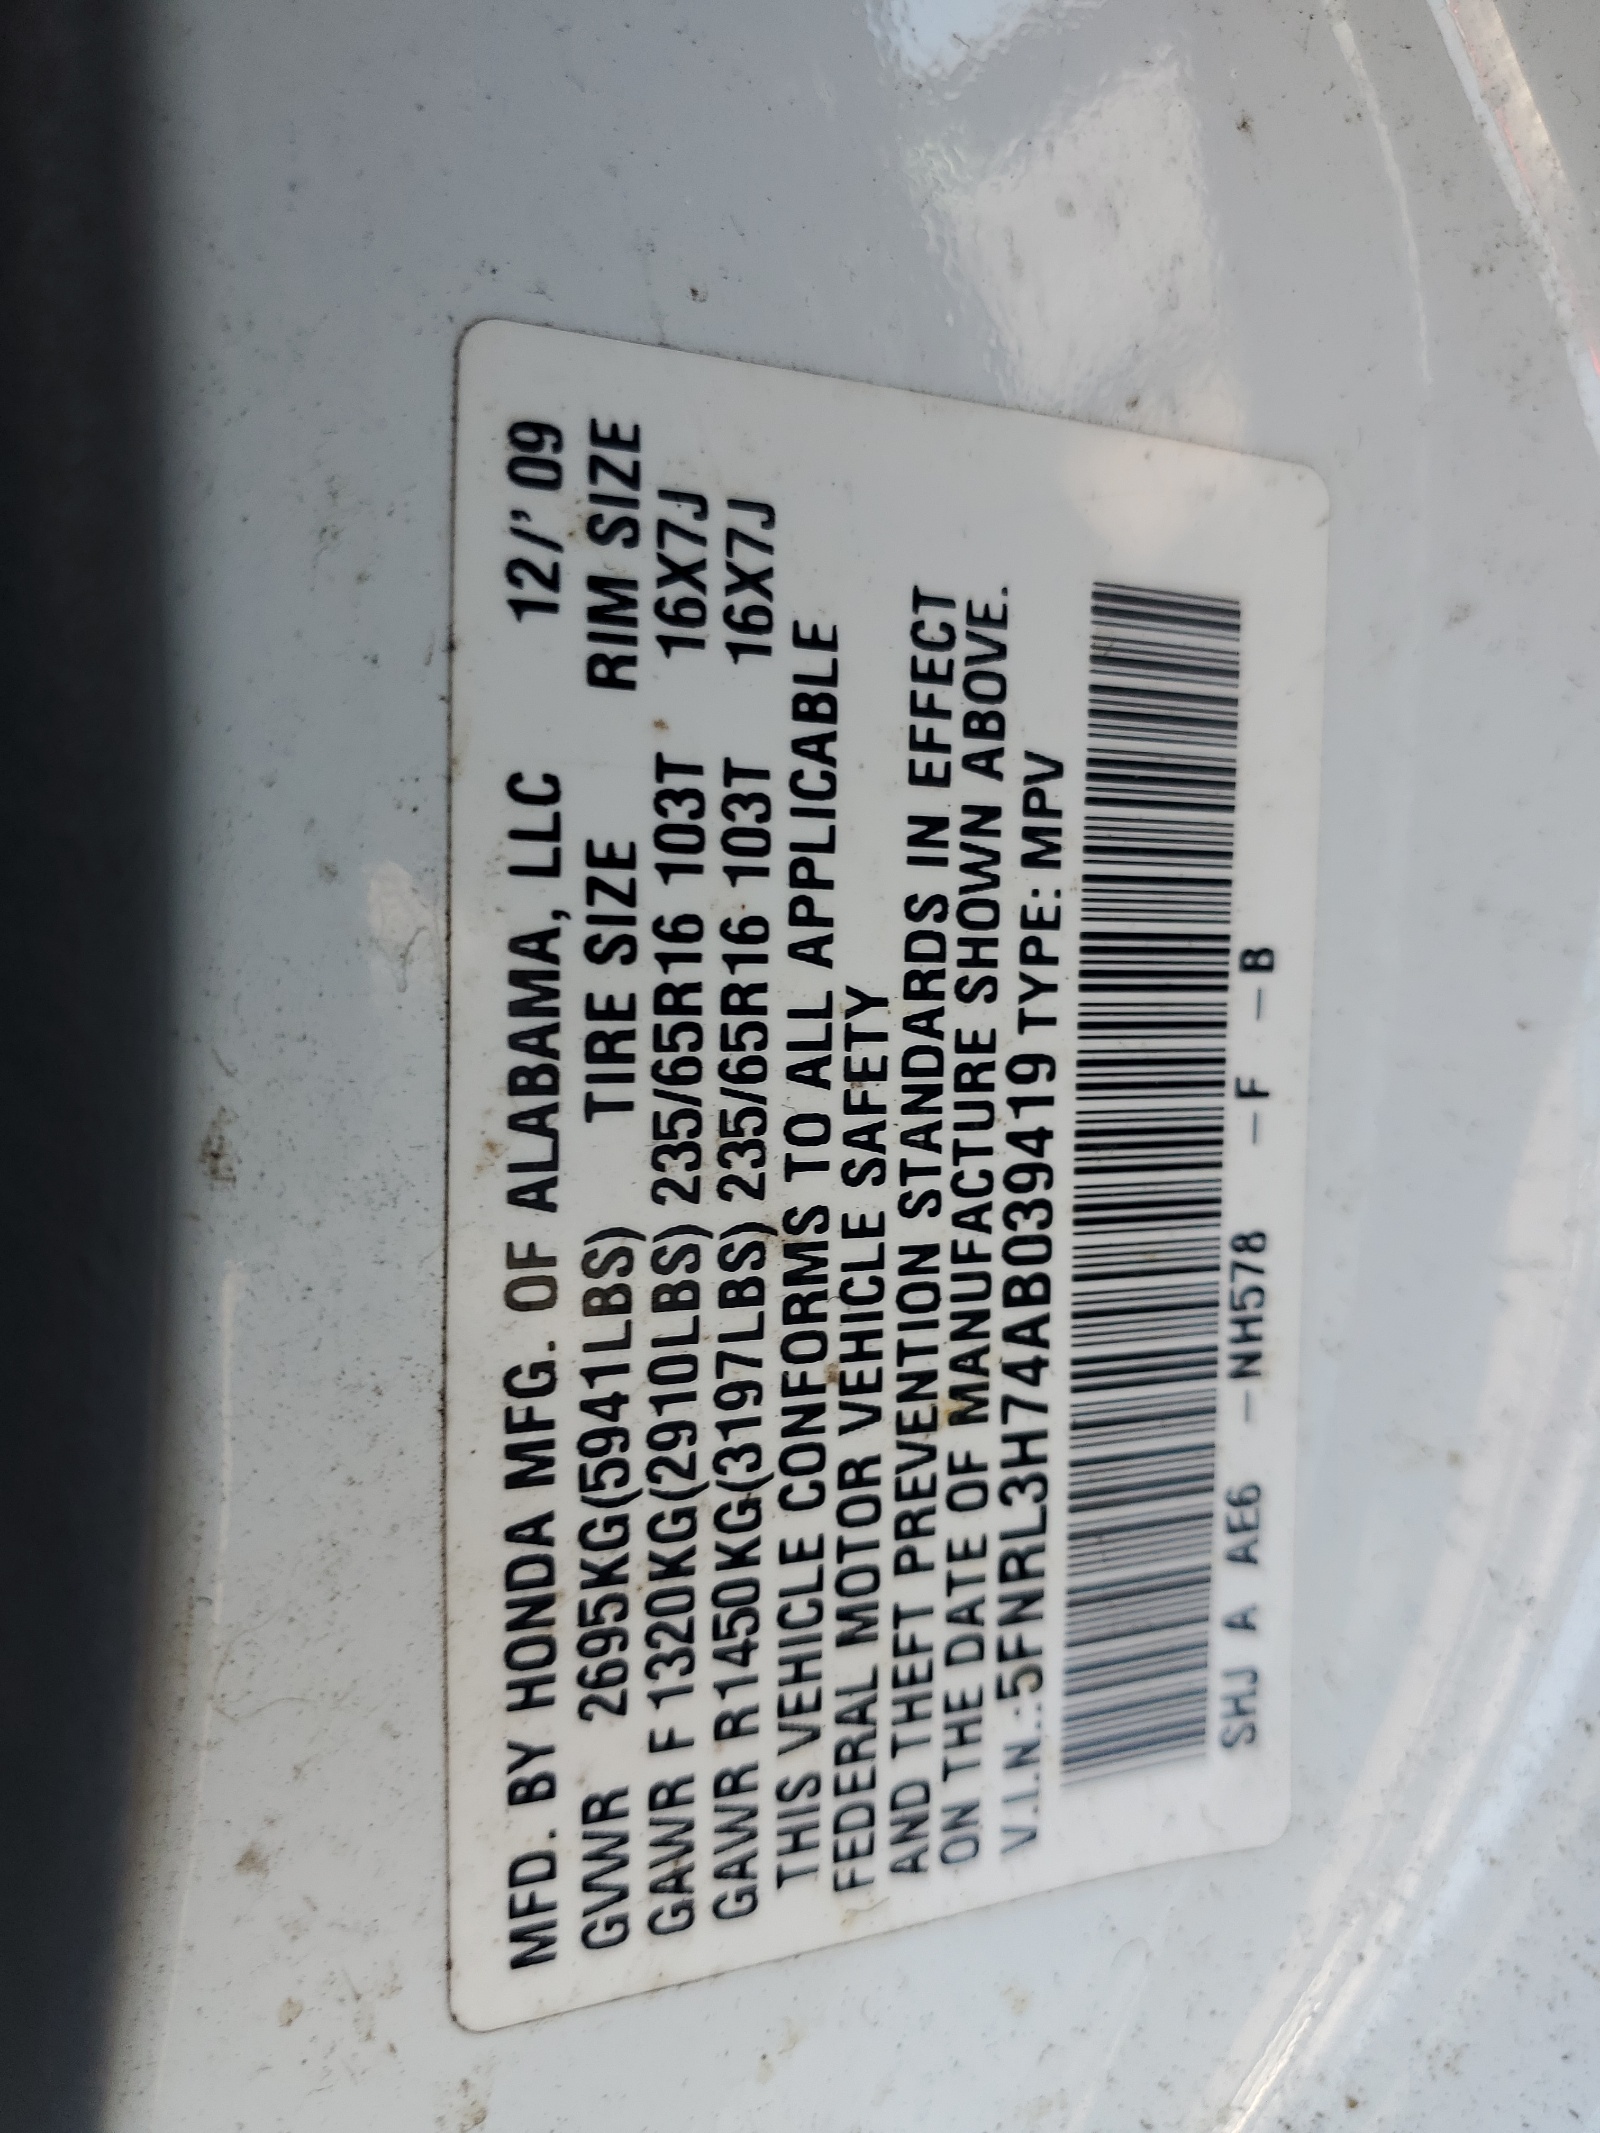 MFD. BY HONDA MFG. OF ALABAMA, LLC 12/'09
GVWR 2695KG(5941LBS) TIRE SIZE RIM SIZE
GAWR F 1320KG(2910LBS) 235/65R16 103T 16X7J
GAWR R1450KG(3197LBS) 235/65R16 103T 16X7J
THIS VEHICLE CONFORMS TO ALL APPLICABLE
FEDERAL MOTOR VEHICLE SAFETY
AND THEFT PREVENTION STANDARDS IN EFFECT
ON THE DATE OF MANUFACTURE SHOWN ABOVE.
V.I.N.:5FNRL3H74AB039419 TYPE: MPV
SHJ A AE6 –NH578 –F –B